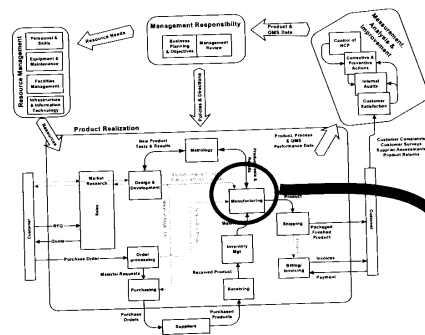 Management Responsibilty
Business
Planning
& Objectives
Management
Review
Resource Needs
Product &
QMS Data
Policies & Directions
Resource Management
Personnel &
Skills
Equipment &
Maintenance
Facilities
Management
Infrastructure
& Information
Technology
Resources
Measurement,
Analysis &
Improvement
Control of
NCP
Corrective &
Preventive
Actions
Internal
Audits
Customer
Satisfaction
Customer Complaints
Customer Surveys
Supplier Assessments
Product Returns
Product Realization
Product Process
& QMS
Performance Data
New Product
Tests & Results
Metrology
Market
Research
Sales
Design &
Development
Manufacturing
Product
Shipping
Packaged
Finished
Product
Customer
Customer
RFQ
Quote
Purchase Order
Order
processing
Inventory
Mgt
Billing/
Invoicing
Invoices
Payment
Material Requests
Received Product
Purchasing
Receiving
Purchase
Orders
Suppliers
Purchased
Products